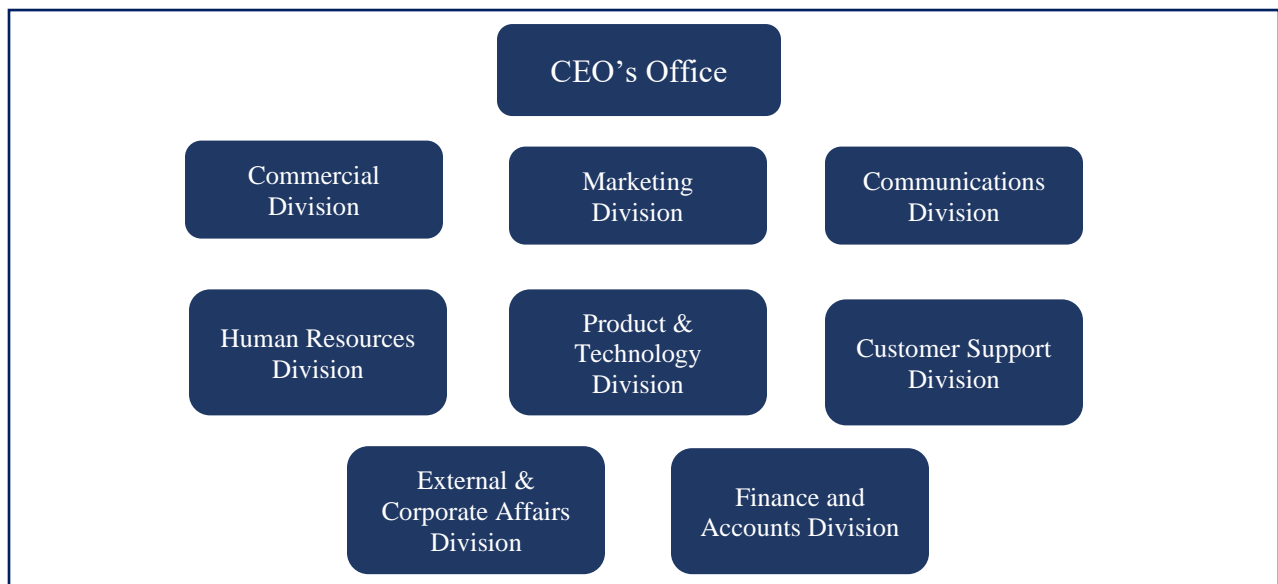 CEO’s Office
Commercial
Division
Marketing
Division
Communications
Division
Human Resources
Division
Product &
Technology
Division
Customer Support
Division
External &
Corporate Affairs
Division
Finance and
Accounts Division